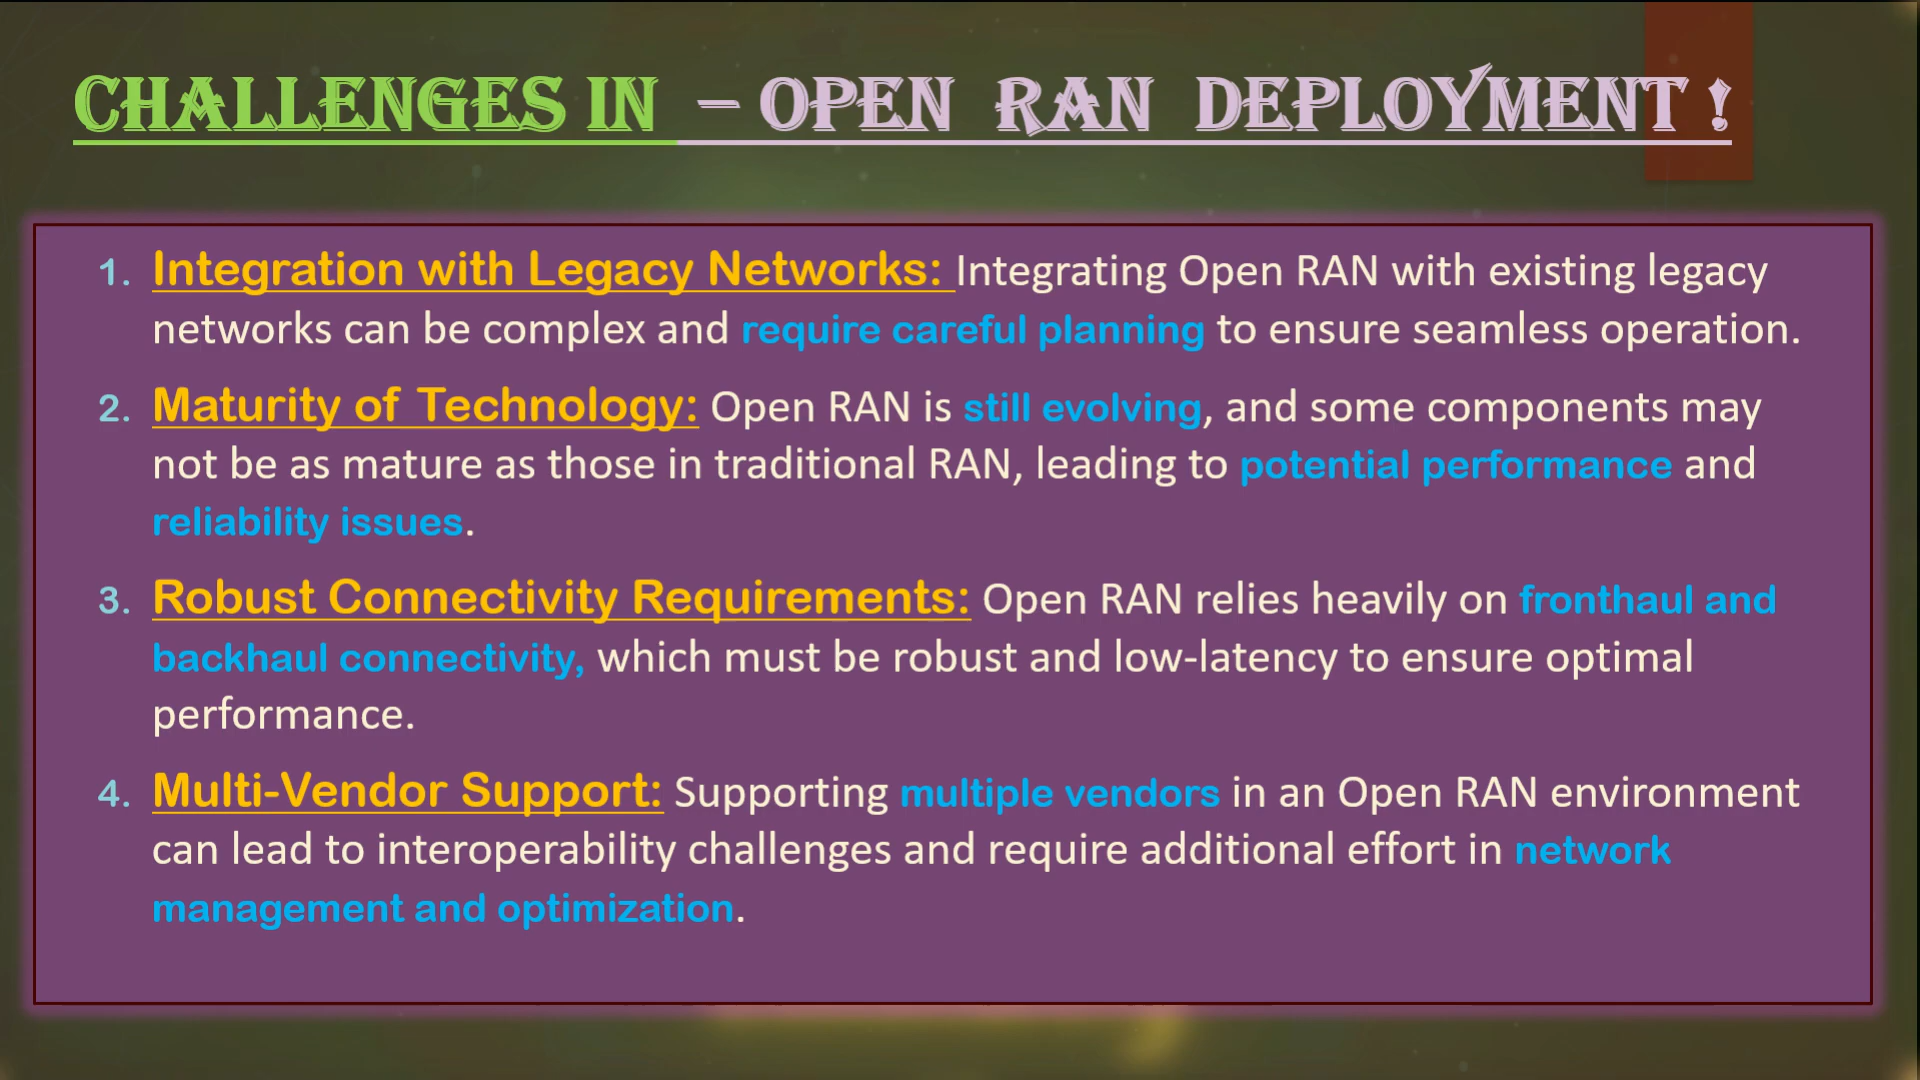 CHALLENGES IN – OPEN RAN DEPLOYMENT !
1. Integration with Legacy Networks: Integrating Open RAN with existing legacy
networks can be complex and require careful planning to ensure seamless operation.
2. Maturity of Technology: Open RAN is still evolving, and some components may
not be as mature as those in traditional RAN, leading to potential performance and
reliability issues.
3. Robust Connectivity Requirements: Open RAN relies heavily on fronthaul and
backhaul connectivity, which must be robust and low-latency to ensure optimal
performance.
4. Multi-Vendor Support: Supporting multiple vendors in an Open RAN environment
can lead to interoperability challenges and require additional effort in network
management and optimization.